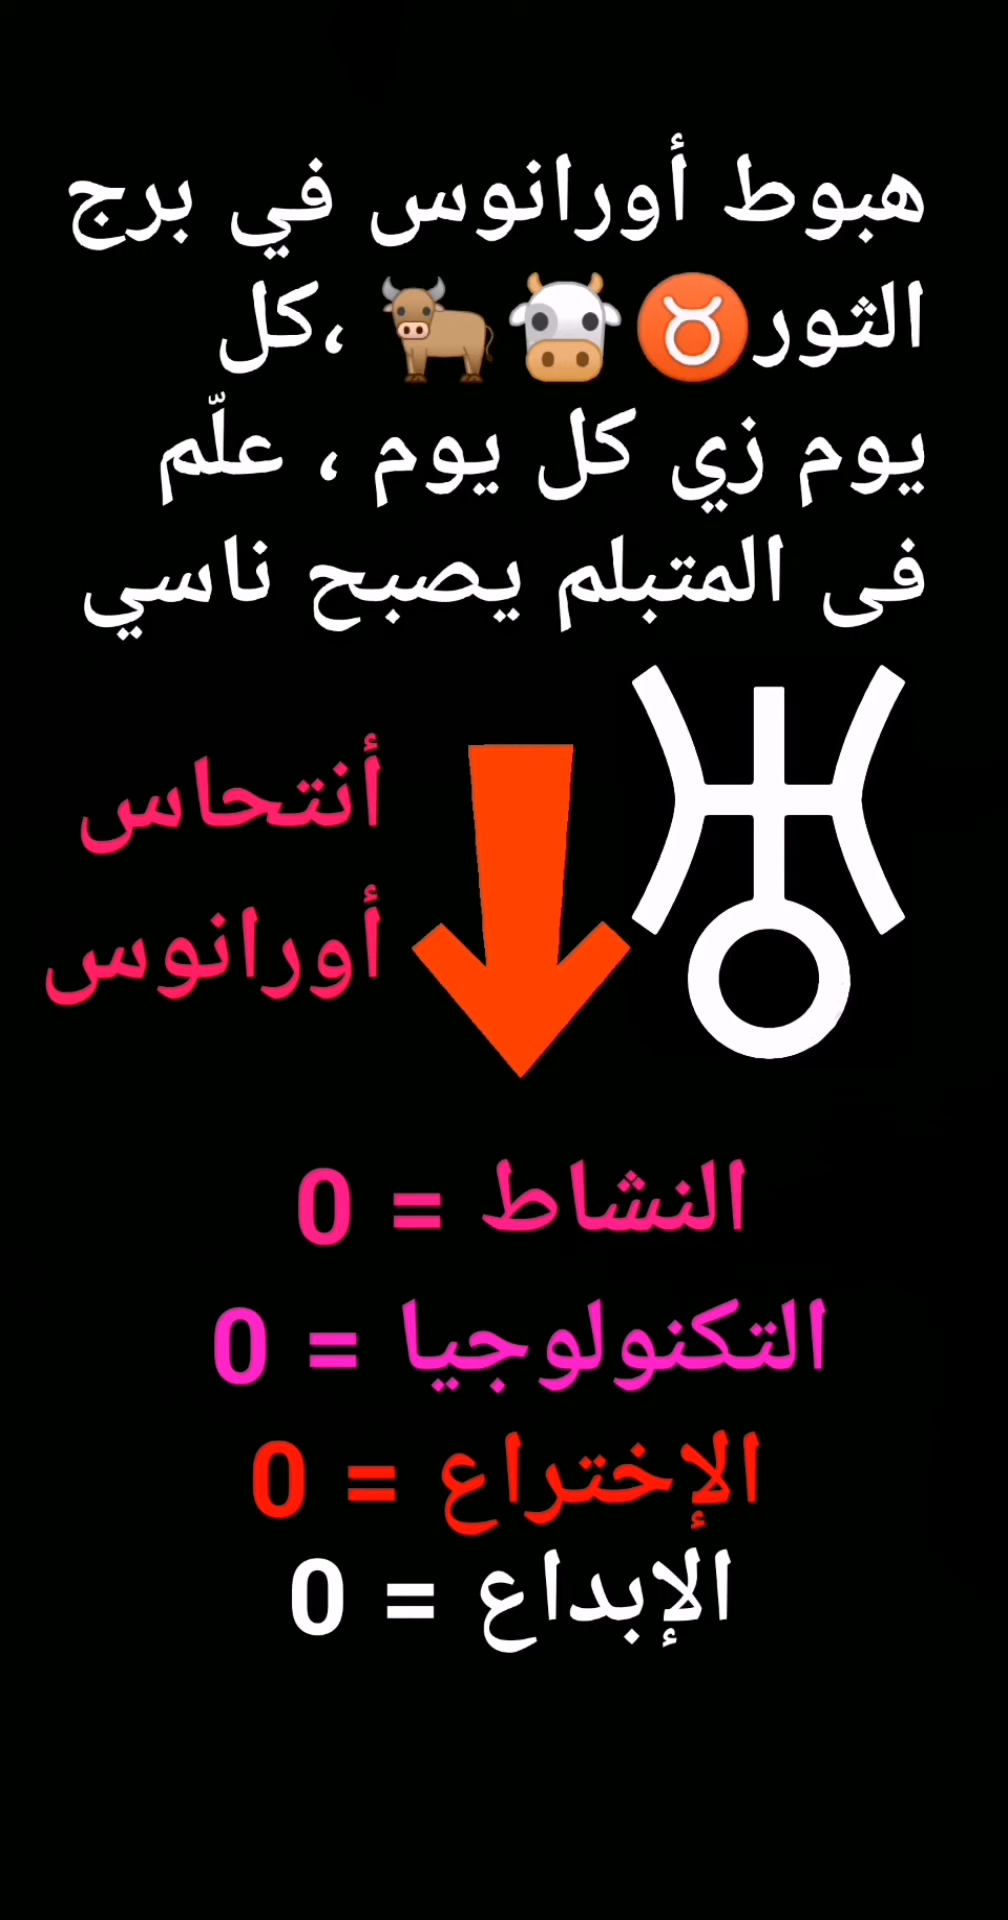 هبوط أورانوس في برج
الثور♉🐮🐂 ،كل
يوم زي كل يوم ، علّم
فى المتبلم يصبح ناسي
أنتحاس
أورانوس
النشاط = 0
التكنولوجيا = 0
الإختراع = 0
الإبداع = 0